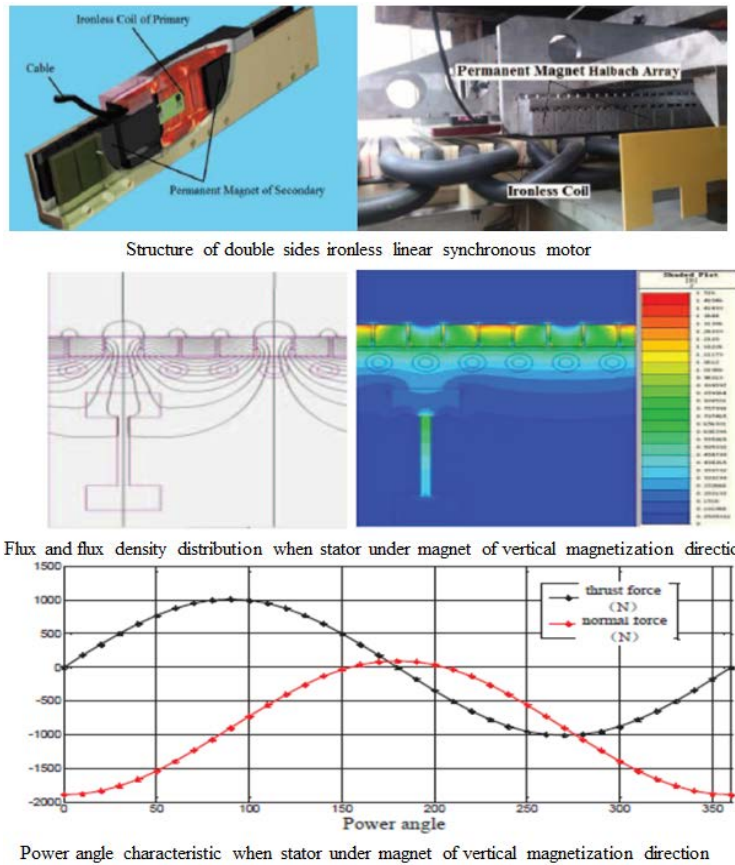 Ironless Coil of Primary
Cable
Permanent Magnet of Secondary
Permanent Magnet Halbach Array
Ironless Coil
Structure of double sides ironless linear synchronous motor
Shaded Plot
Flux and flux density distribution when stator under magnet of vertical magnetization direction
1500
1000
500
0
-500
-1000
-1500
-2000
thrust force
(N)
normal force
(N)
0
50
100
150
200
250
300
350
Power angle
Power angle characteristic when stator under magnet of vertical magnetization direction